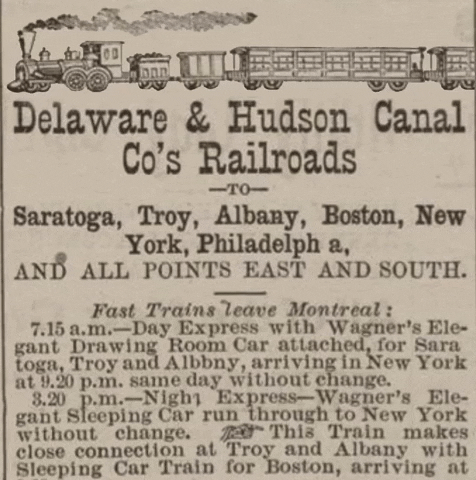 Delaware & Hudson Canal
Co's Railroads
—TO—
Saratoga, Troy, Albany, Boston, New
York, Philadelph a,
AND ALL POINTS EAST AND SOUTH.
Fast Trains leave Montreal:
7.15 a.m.—Day Express with Wagner's Ele-
gant Drawing Room Car attached, for Sara
toga, Troy and Albbny, arriving in New York
at 9.20 p.m. same day without change.
3.20 p.m.—Night Express—Wagner's Ele-
gant Sleeping Car run through to New York
without change. ☞ This Train makes
close connection at Troy and Albany with
Sleeping Car Train for Boston, arriving at